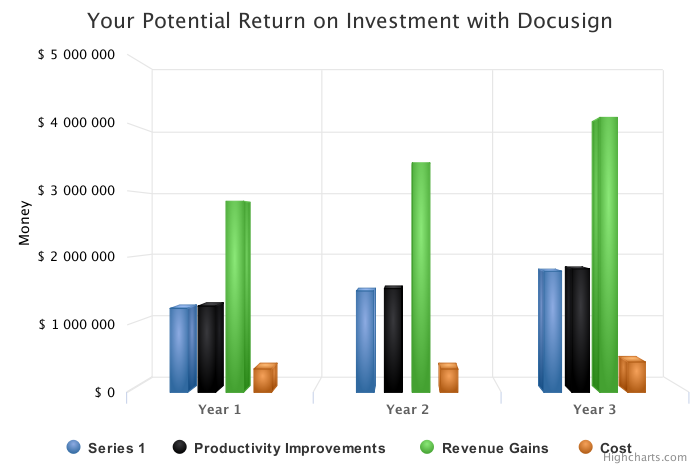 Your Potential Return on Investment with Docusign
$ 5 000 000
$ 4 000 000
$ 3 000 000
$ 2 000 000
$ 1 000 000
$ 0
Money
Year 1 Year 2 Year 3
Series 1 Productivity Improvements Revenue Gains Cost
Highcharts.com